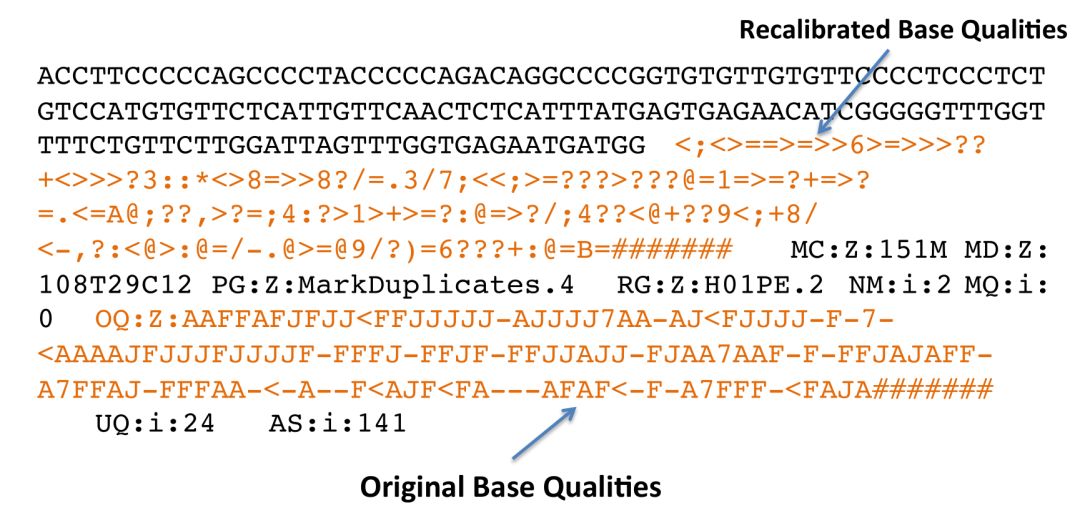 Recalibrated Base Qualities
ACCTTCCCCCAGCCCCTACCCCCAGACAGGCCCCGGTGTGTTGTGTTCCCCTCCCTCT
GTCCATGTGTTCTCATTGTTCAACTCTCATTTATGAGTGAGAACATCGGGGGTTTGGT
TTTCTGTTCTTGGATTAGTTTGGTGAGAATGATGG <;<>==>=>>6>=>>>??
+<>>>?3::*<>8=>>8?/=.3/7;<<;>=???>???@=1=>=?+=>?
=.<=A@;??,>?=;4:?>1>+>=?:@=>?/;4??<@+??9<;+8/
<-,?:<@>:@=/-.@>=@9/?)=6???+:@=B=####### MC:Z:151M MD:Z:
108T29C12 PG:Z:MarkDuplicates.4 RG:Z:H01PE.2 NM:i:2 MQ:i:
0 OQ:Z:AAFFAFJFJJ<FFJJJJJ-AJJJJ7AA-AJ<FJJJJ-F-7-
<AAAAJFJJJFJJJJF-FFFJ-FFJF-FFJJAJJ-FJAA7AAF-F-FFJAJAFF-
A7FFAJ-FFFAA-<-A--F<AJF<FA---AFAF<-F-A7FFF-<FAJA#######
UQ:i:24 AS:i:141
Original Base Qualities